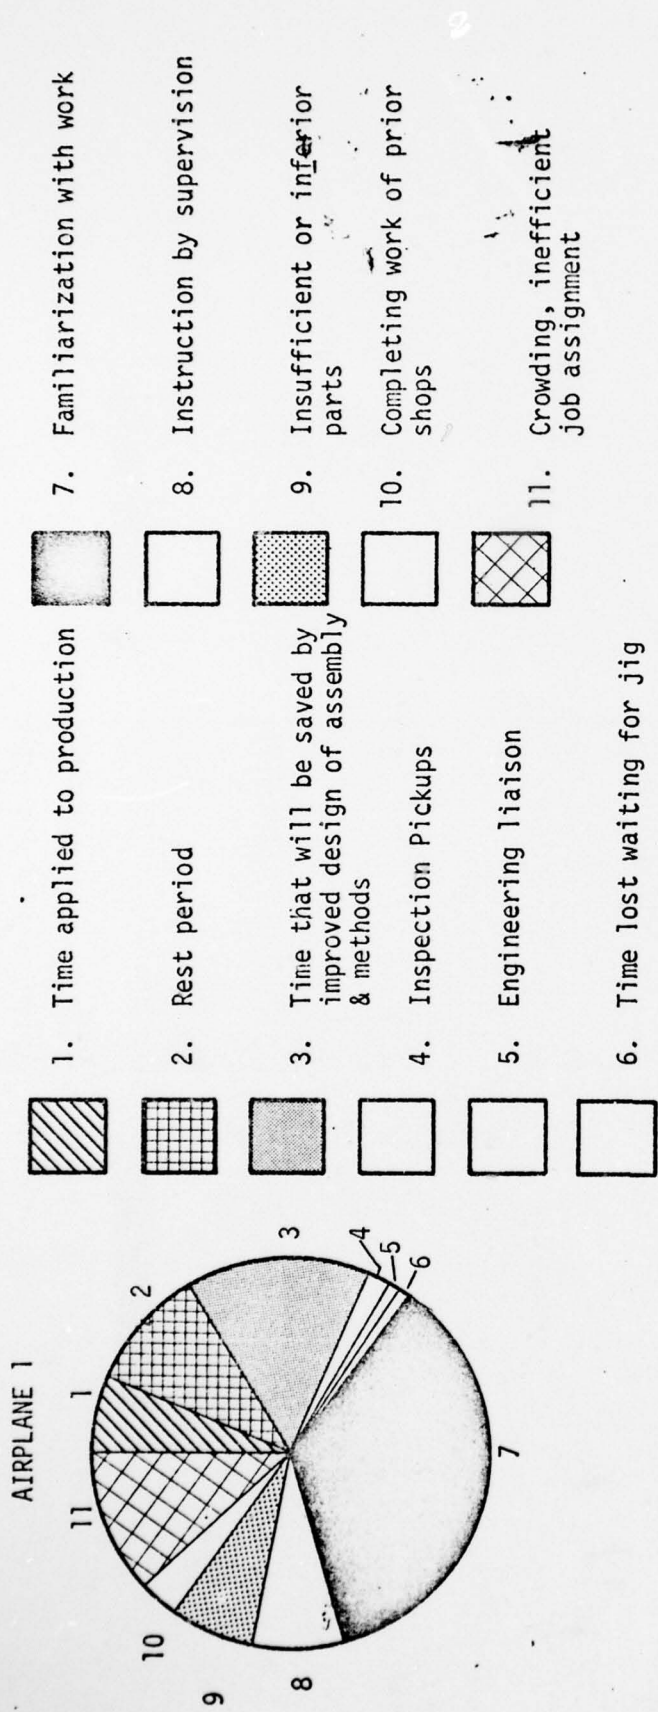 AIRPLANE 1
1
2
3
4
5
6
7
8
9
10
11
1. Time applied to production
2. Rest period
3. Time that will be saved by
improved design of assembly
& methods
4. Inspection Pickups
5. Engineering liaison
6. Time lost waiting for jig
7. Familiarization with work
8. Instruction by supervision
9. Insufficient or inferior
parts
10. Completing work of prior
shops
11. Crowding, inefficient
job assignment